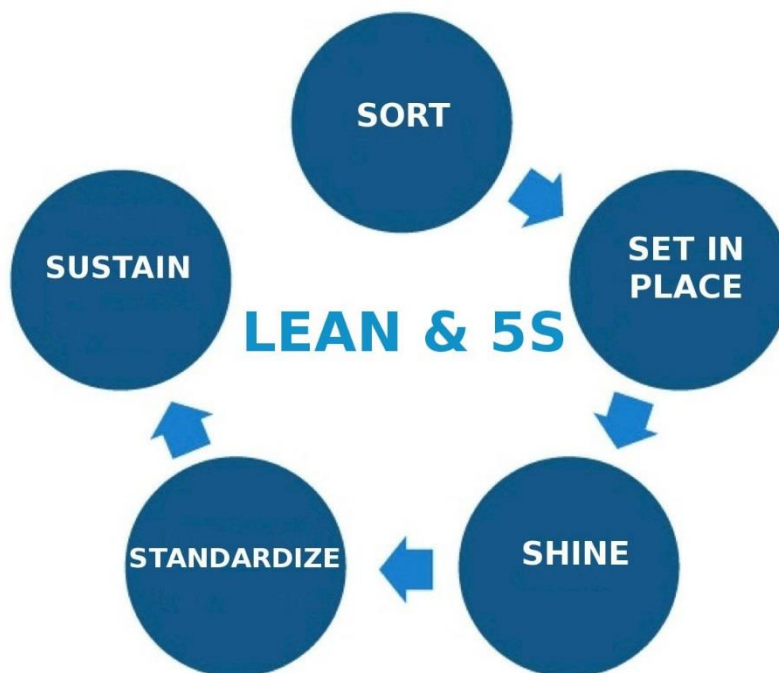 SORT
SET IN
PLACE
SHINE
STANDARDIZE
SUSTAIN
LEAN & 5S